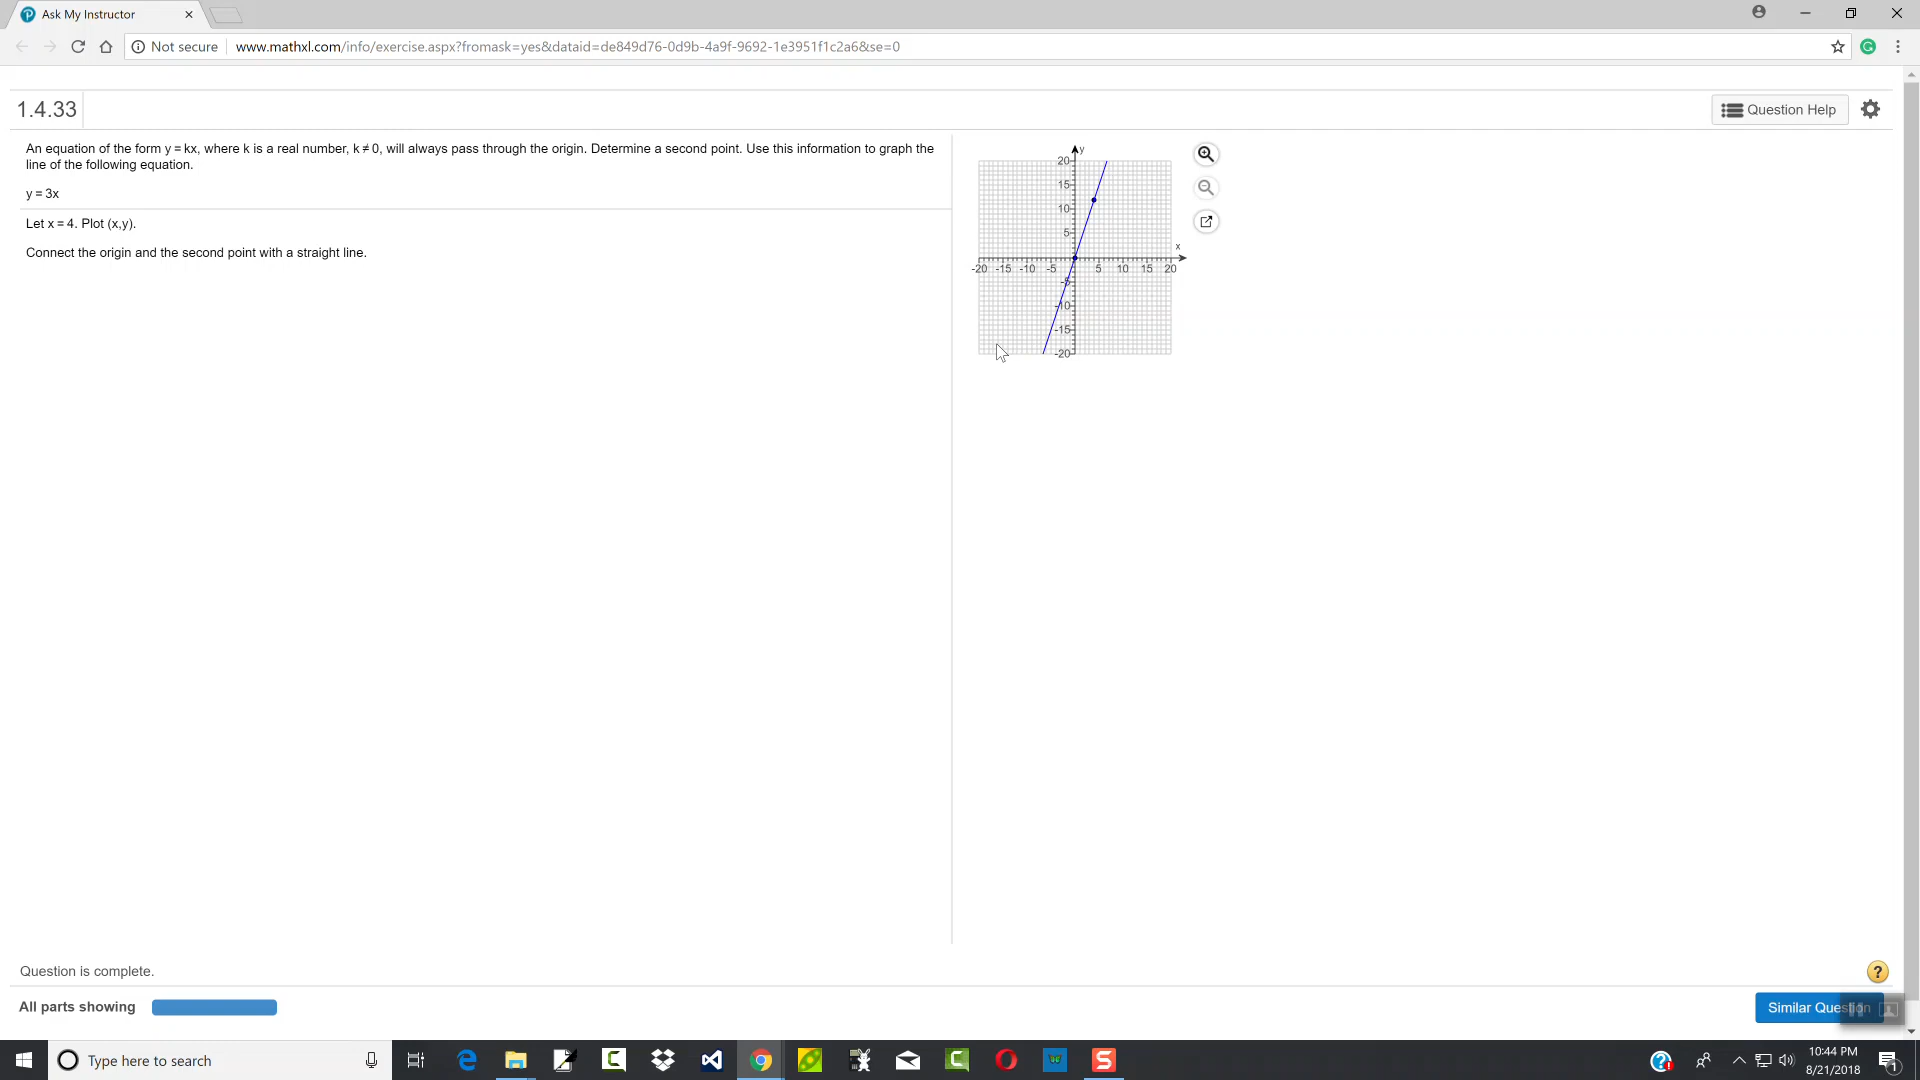 Ask My Instructor
Not secure www.mathxl.com/info/exercise.aspx?fromask=yes&dataid=de849d76-0d9b-4a9f-9692-1e3951f1c2a6&se=0
1.4.33
Question Help
An equation of the form y = kx, where k is a real number, k ≠ 0, will always pass through the origin. Determine a second point. Use this information to graph the
line of the following equation.
y = 3x
Let x = 4. Plot (x,y).
Connect the origin and the second point with a straight line.
y
20
15
10
5
x
-20 -15 -10 -5 5 10 15 20
-5
-10
-15
-20
Question is complete.
?
All parts showing
Similar Question
Type here to search
10:44 PM
8/21/2018
1